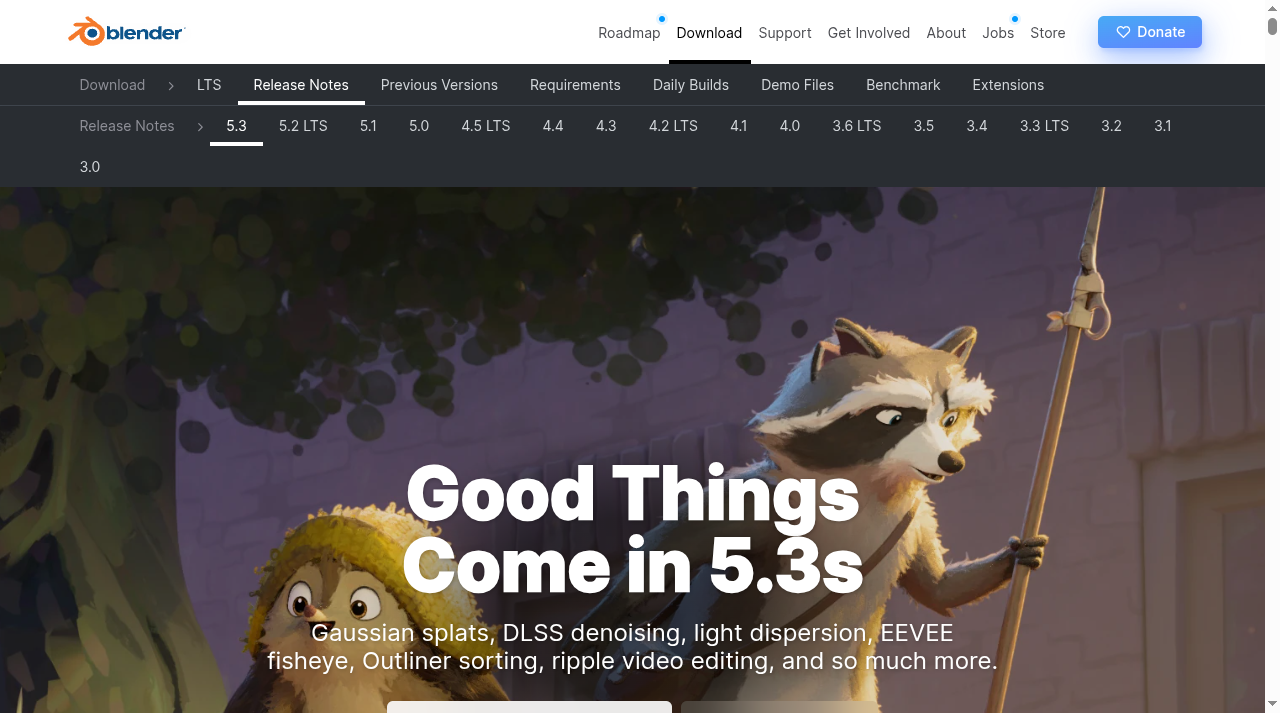 blender
Roadmap
Download
Support
Get Involved
About
Jobs
Store
Donate
Download
LTS
Release Notes
Previous Versions
Requirements
Daily Builds
Demo Files
Benchmark
Extensions
Release Notes
5.3
5.2 LTS
5.1
5.0
4.5 LTS
4.4
4.3
4.2 LTS
4.1
4.0
3.6 LTS
3.5
3.4
3.3 LTS
3.2
3.1
3.0
Good Things
Come in 5.3s
Gaussian splats, DLSS denoising, light dispersion, EEVEE
fisheye, Outliner sorting, ripple video editing, and so much more.